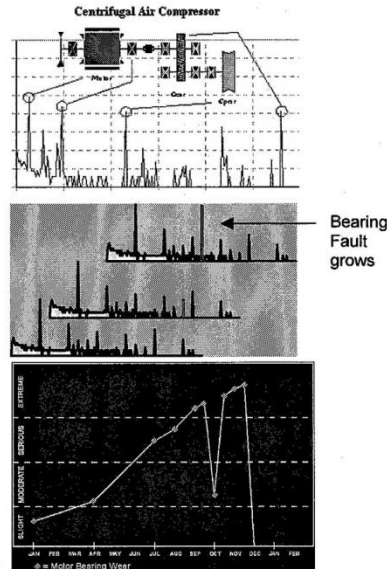 Centrifugal Air Compressor
Motor
Gear
Bearing
Fault
grows
EXTREME
SERIOUS
MODERATE
SLIGHT
JAN FEB MAR APR MAY JUN JUL AUG SEP OCT NOV DEC JAN FEB
= Motor Bearing Wear